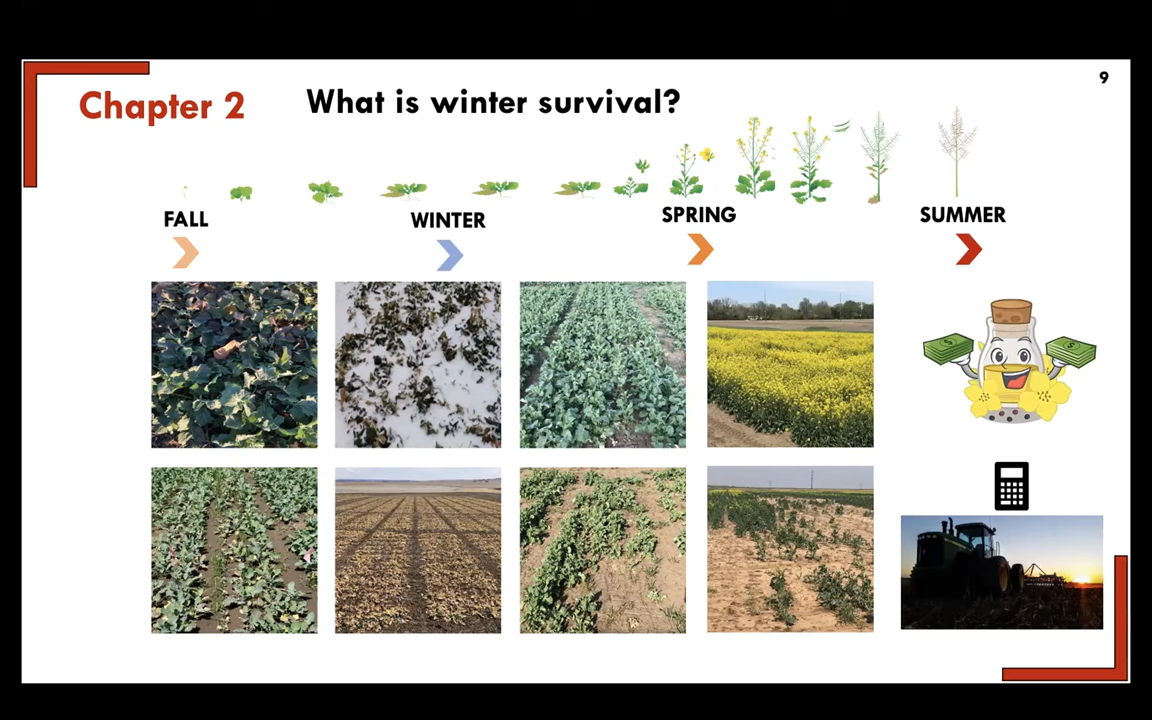 9
Chapter 2
What is winter survival?
FALL
WINTER
SPRING
SUMMER
$
$